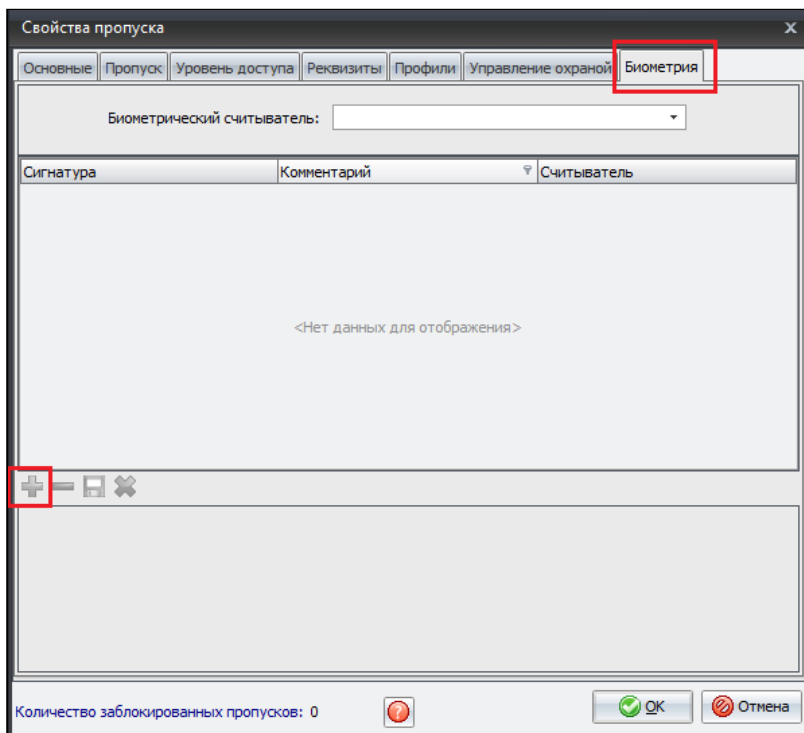 Свойства пропуска x
Основные Пропуск Уровень доступа Реквизиты Профили Управление охраной Биометрия
Биометрический считыватель:
Сигнатура Комментарий Считыватель
<Нет данных для отображения>
Количество заблокированных пропусков: 0 ? OK Отмена